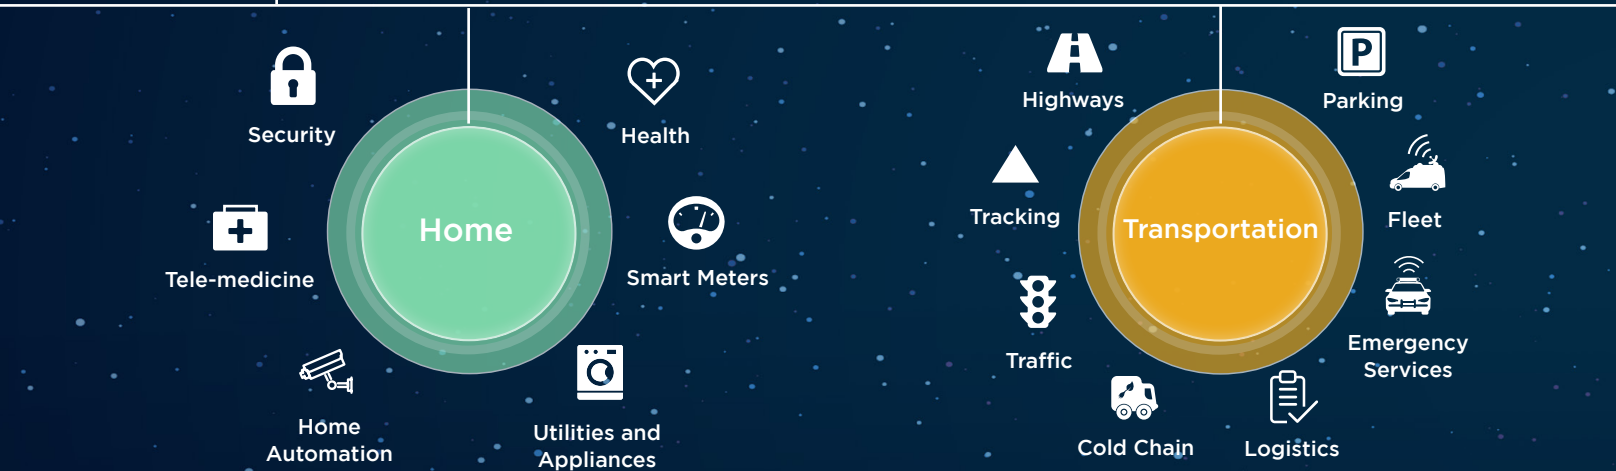 Home
Security
Health
Tele-medicine
Smart Meters
Home
Automation
Utilities and
Appliances
Transportation
Highways
Parking
P
Tracking
Fleet
Traffic
Emergency
Services
Cold Chain
Logistics